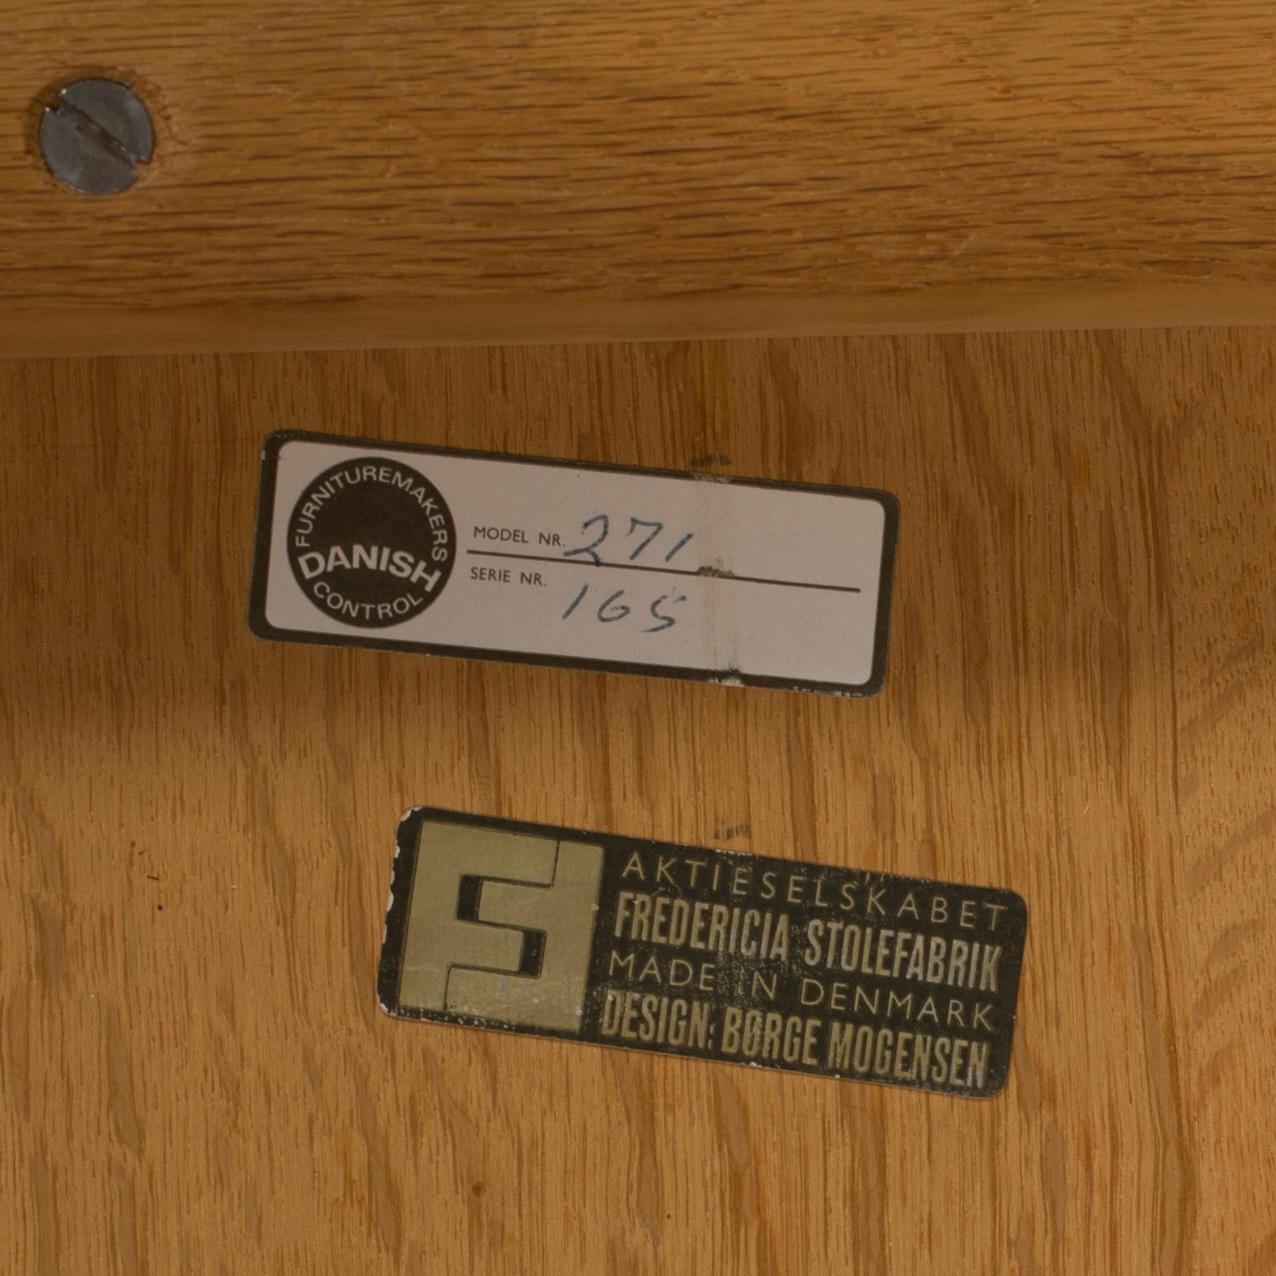 FURNITUREMAKERS
DANISH
CONTROL
MODEL NR. 271
SERIE NR. 165
AKTIESELSKABET
FREDERICIA STOLEFABRIK
MADE IN DENMARK
DESIGN: BØRGE MOGENSEN